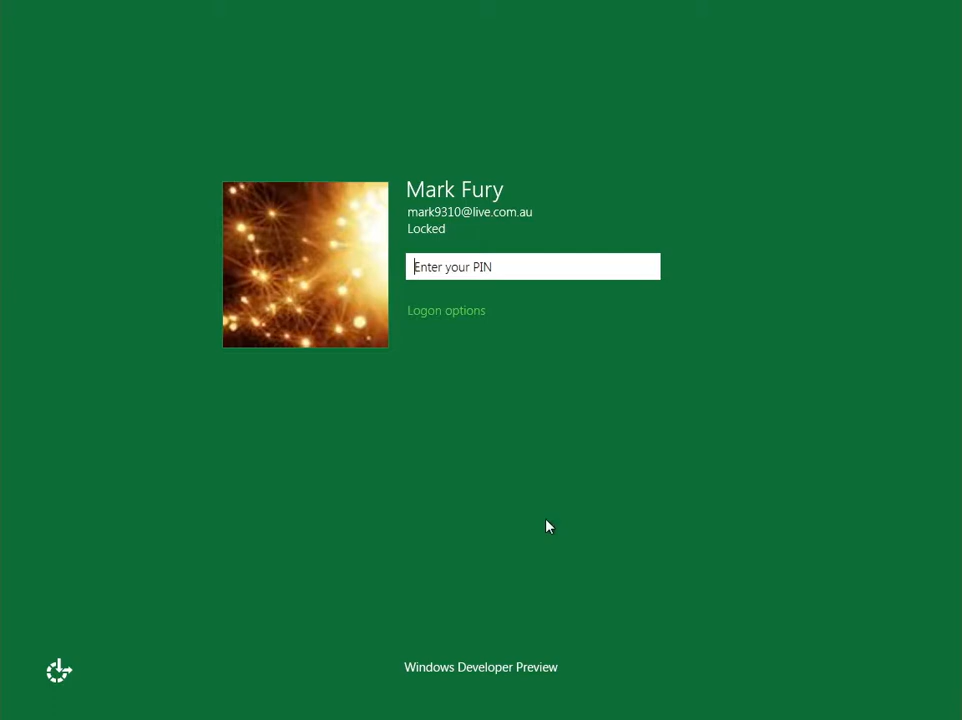 Mark Fury
mark9310@live.com.au
Locked
Enter your PIN
Logon options
Windows Developer Preview